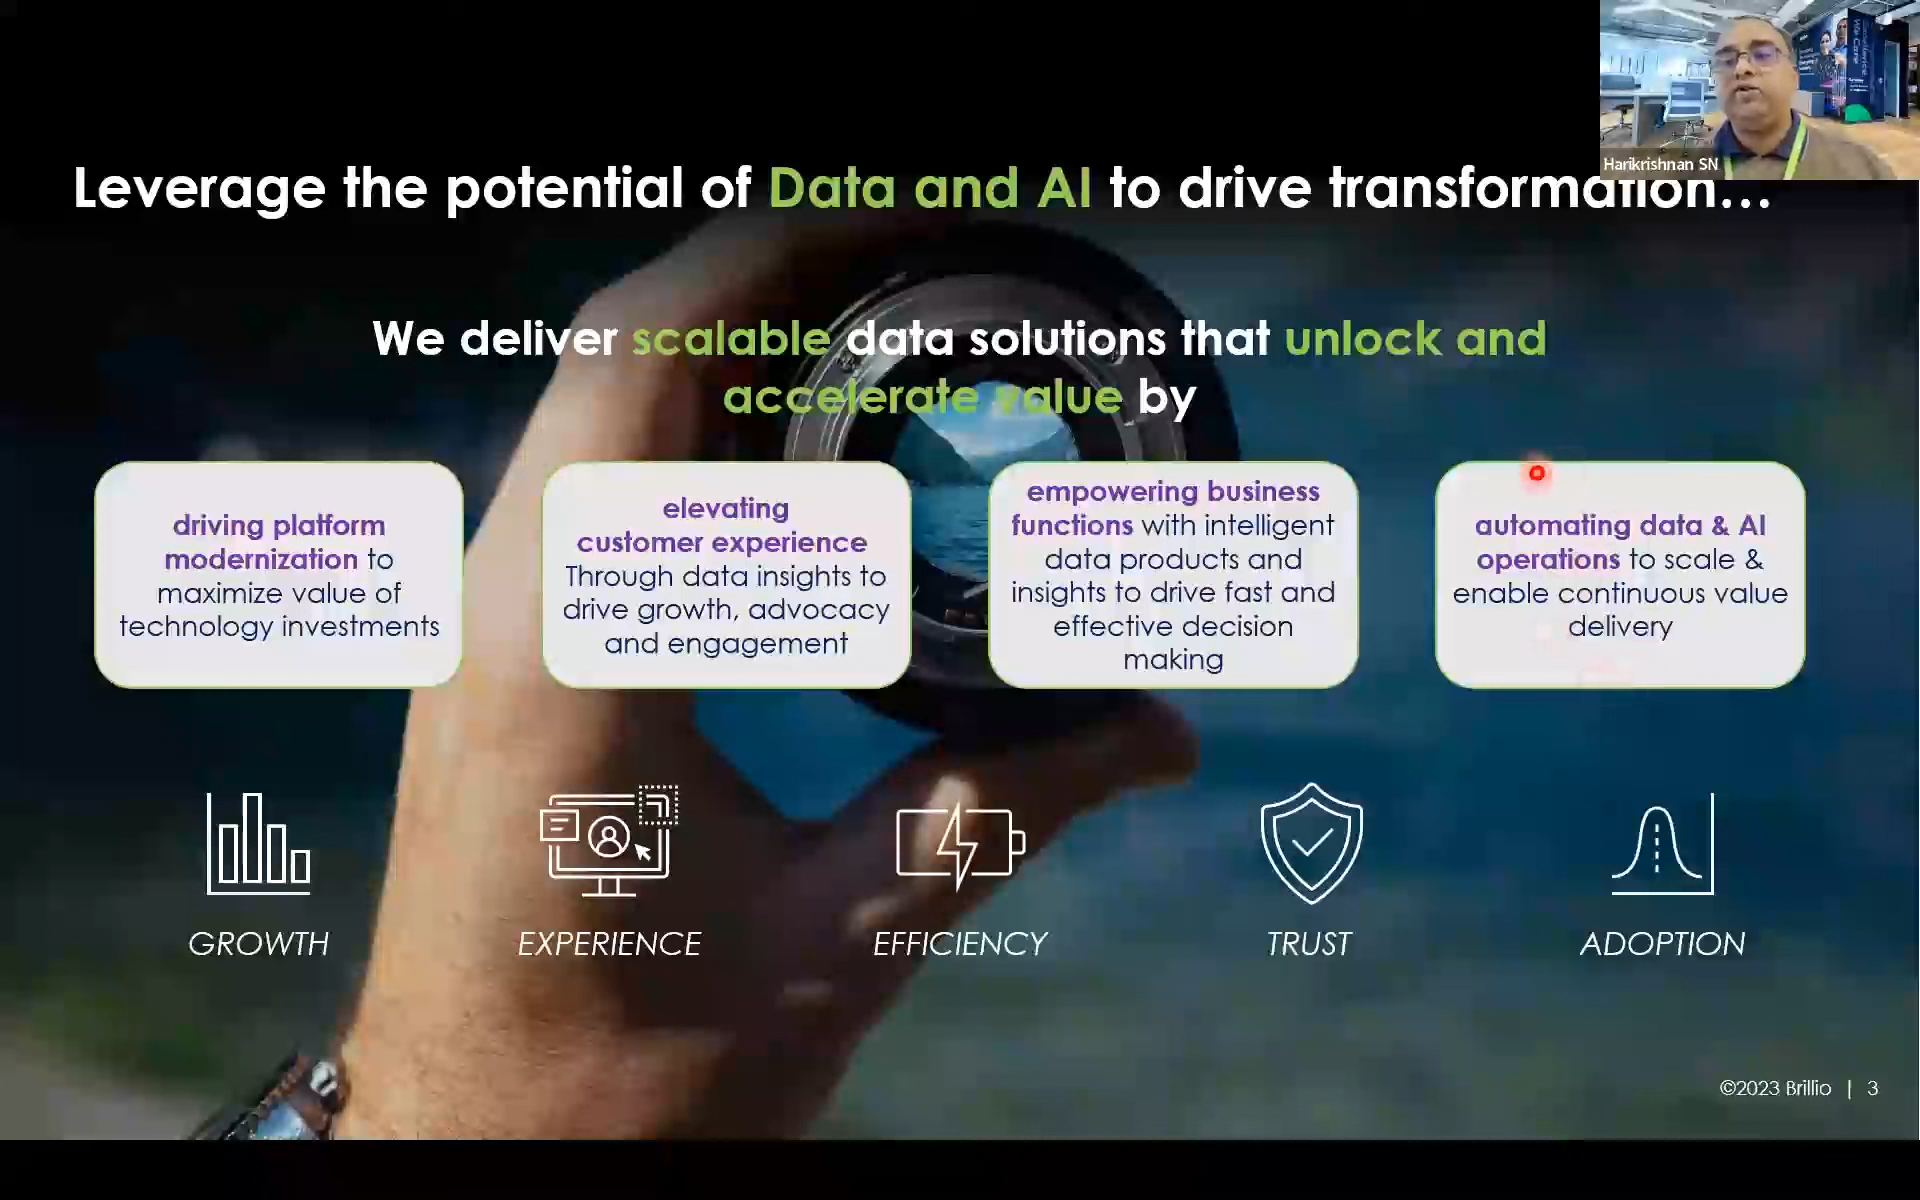 Harikrishnan SN
Leverage the potential of Data and AI to drive transformation...
We deliver scalable data solutions that unlock and
accelerate value by
driving platform
modernization to
maximize value of
technology investments
elevating
customer experience
Through data insights to
drive growth, advocacy
and engagement
empowering business
functions with intelligent
data products and
insights to drive fast and
effective decision
making
automating data & AI
operations to scale &
enable continuous value
delivery
GROWTH
EXPERIENCE
EFFICIENCY
TRUST
ADOPTION
©2023 Brillio | 3